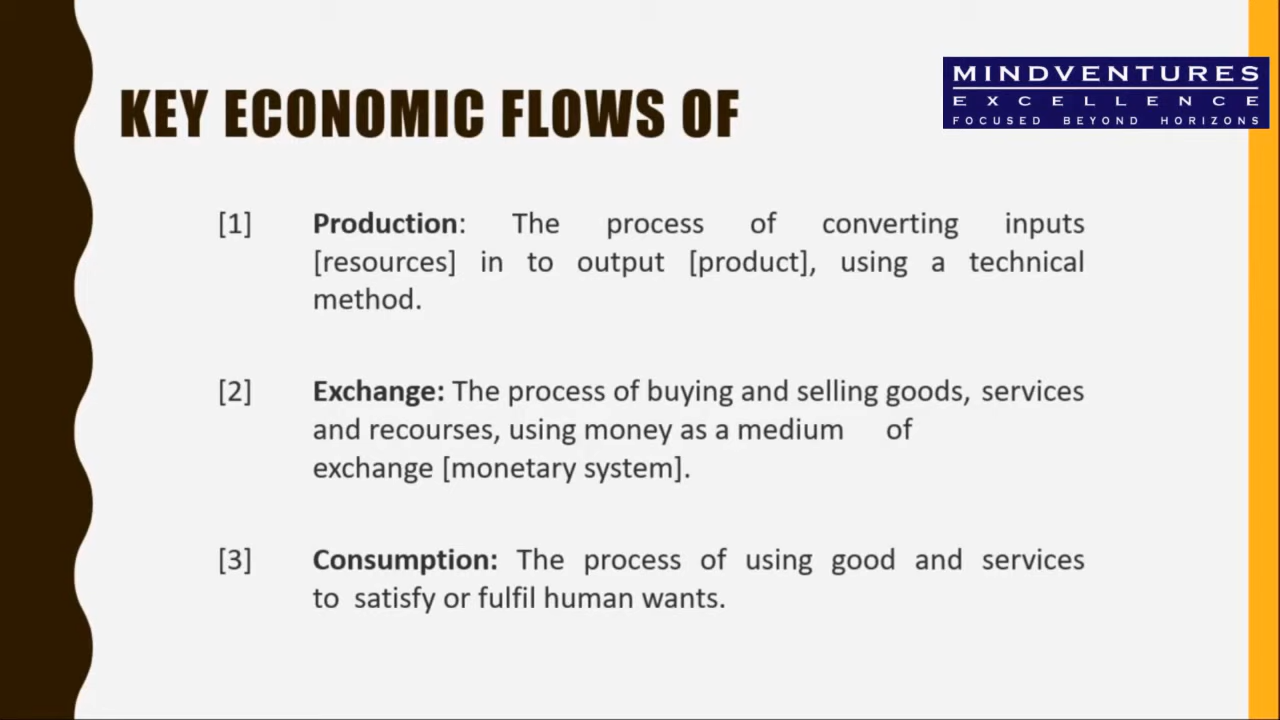 MINDVENTURES
EXCELLENCE
FOCUSED BEYOND HORIZONS
KEY ECONOMIC FLOWS OF
[1] Production: The process of converting inputs
[resources] in to output [product], using a technical
method.
[2] Exchange: The process of buying and selling goods, services
and recourses, using money as a medium of
exchange [monetary system].
[3] Consumption: The process of using good and services
to satisfy or fulfil human wants.